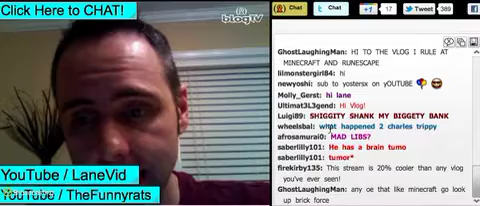 Click Here to CHAT!
blogTV
Chat
Chat
+1
17
Tweet
389
GhostLaughingMan: HI TO THE VLOG I RULE AT
MINECRAFT AND RUNESCAPE
lilmonstergirl84: hi
newyoshi: sub to yostersx on yOUTUBE
Molly_Gerst: hi lane
Ultimat3L3gend: Hi Vlog!
Luigi89: SHIGGITY SHANK MY BIGGETY BANK
wheelsbal: what happened 2 charles trippy
afrosamurai0: MAD LIBS?
saberlilly101: He has a brain tumo
saberlilly101: tumor*
firekirby135: This stream is 20% cooler than any
vlog you've ever seen!
GhostLaughingMan: any oe that like minecraft go look
up brick force
YouTube / LaneVid
YouTube / TheFunnyrats